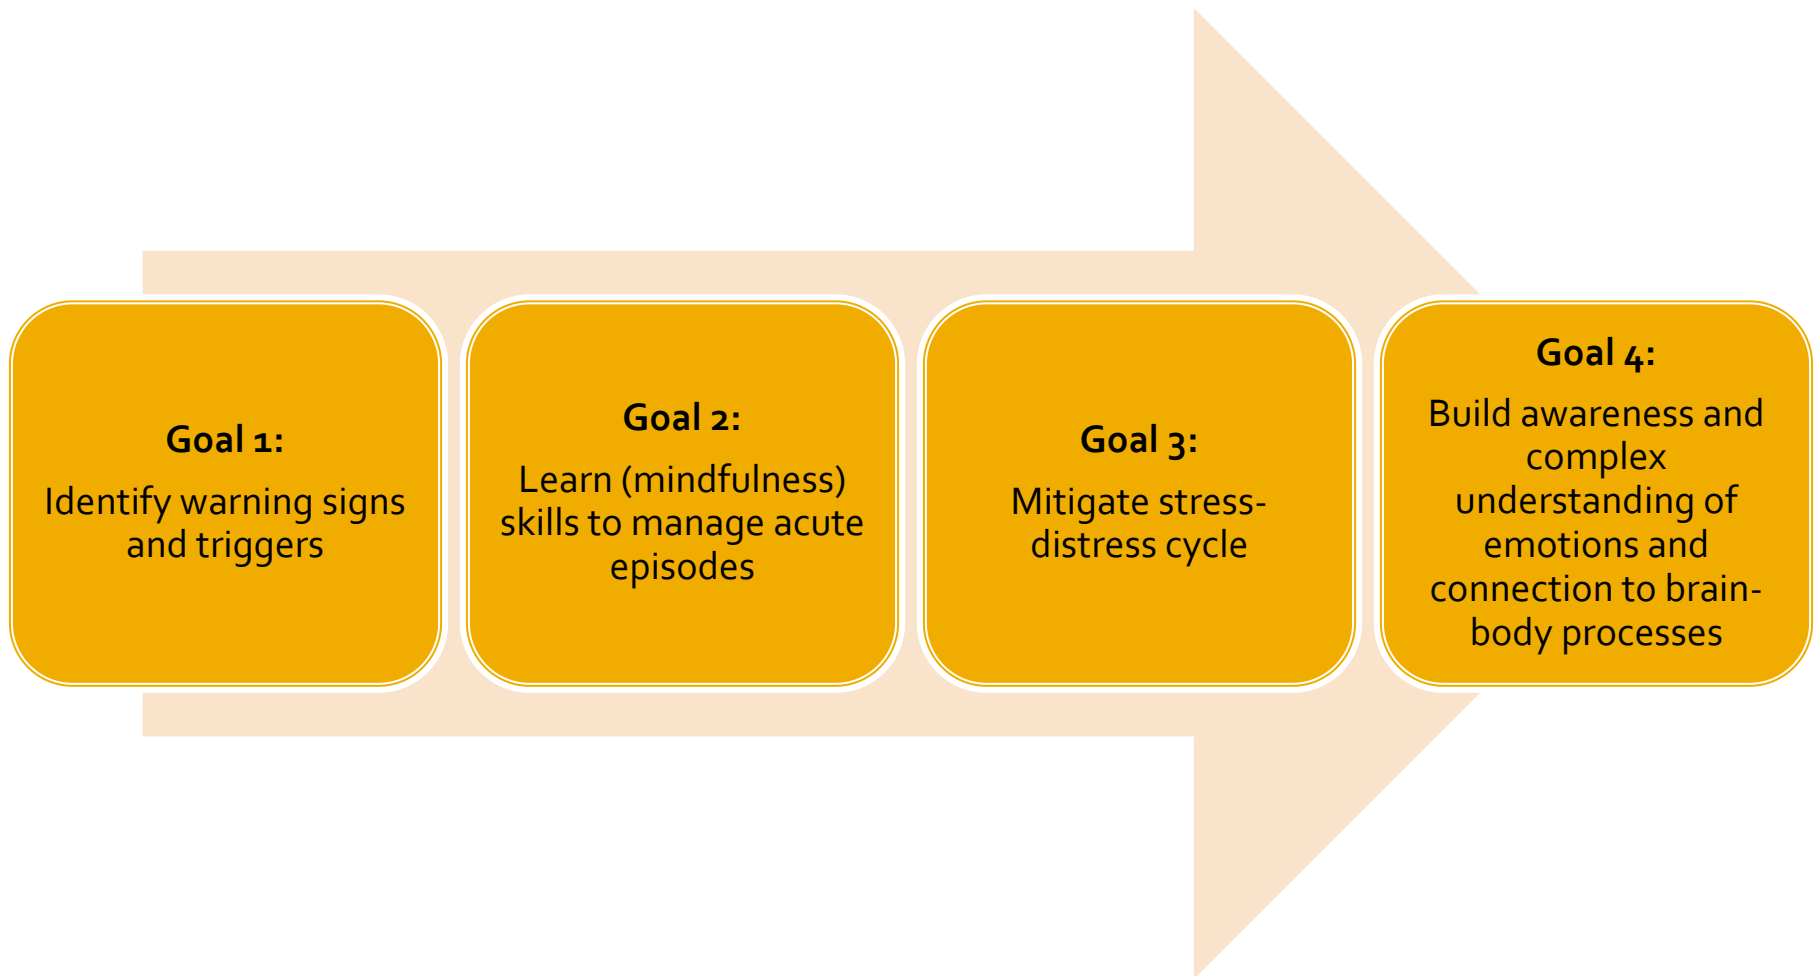 Goal 1:
Identify warning signs
and triggers
Goal 2:
Learn (mindfulness)
skills to manage acute
episodes
Goal 3:
Mitigate stress-
distress cycle
Goal 4:
Build awareness and
complex
understanding of
emotions and
connection to brain-
body processes